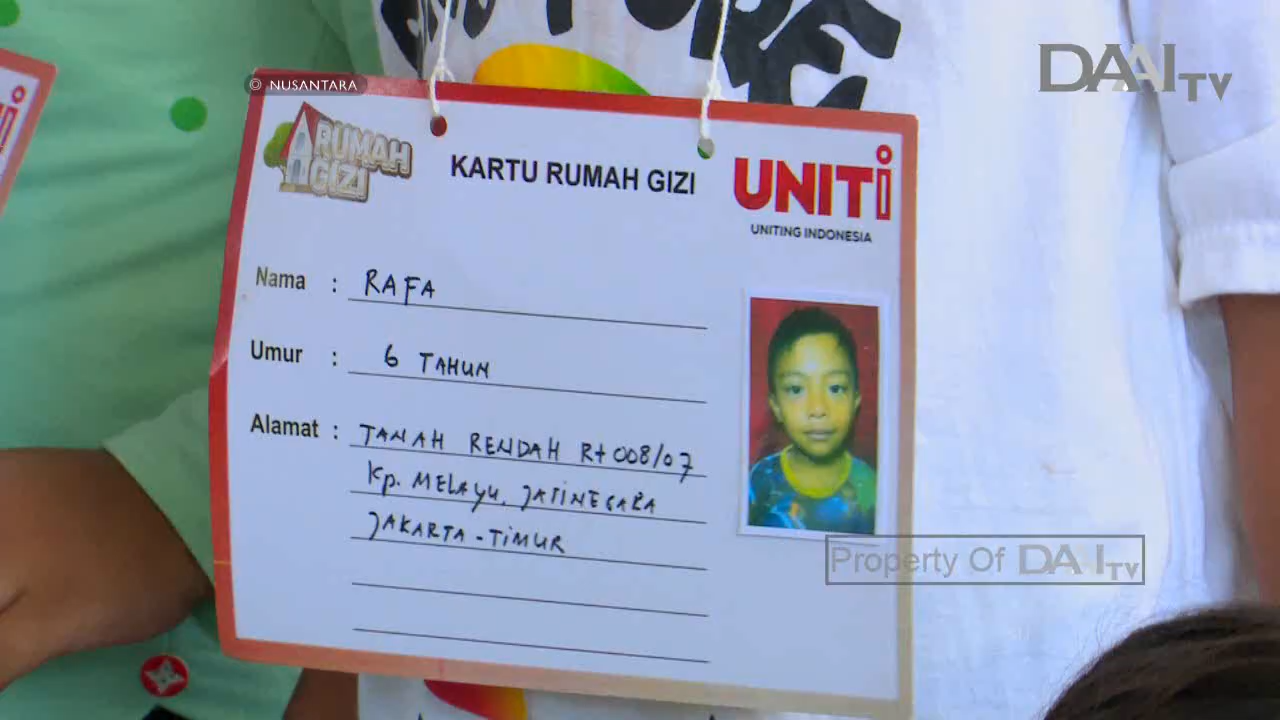 NUSANTARA
DAAI TV
RUMAH
GIZI
KARTU RUMAH GIZI
UNITi
UNITING INDONESIA
Nama : RAFA
Umur : 6 TAHUN
Alamat : TANAH RENDAH Rt 008/07
Kp. MELAYU, JATINEGARA
JAKARTA - TIMUR
Property Of DAAI TV